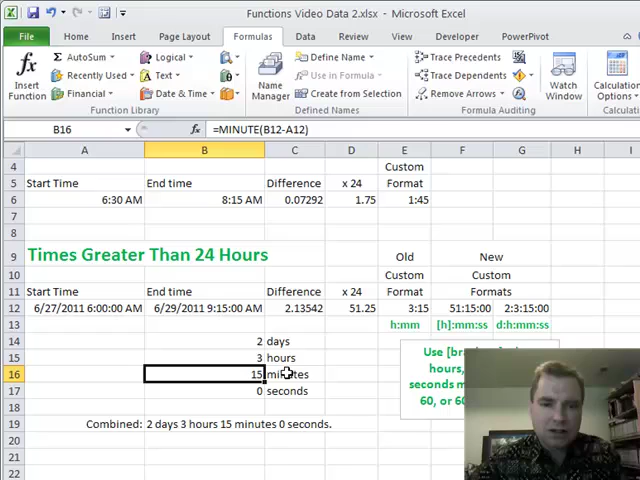 Functions Video Data 2.xlsx - Microsoft Excel
File Home Insert Page Layout Formulas Data Review View Developer PowerPivot
fx Insert Function
Σ AutoSum Recently Used Financial
Logical Text Date & Time
Function Library
Name Manager
Define Name Use in Formula Create from Selection
Defined Names
Trace Precedents Trace Dependents Remove Arrows
Formula Auditing
Watch Window
Calculation Options
B16 fx =MINUTE(B12-A12)
A B C D E F G H I
4 Custom
5 Start Time End time Difference x 24 Format
6 6:30 AM 8:15 AM 0.07292 1.75 1:45
7
8
9 Times Greater Than 24 Hours Old New
10 Custom Custom
11 Start Time End time Difference x 24 Format Formats
12 6/27/2011 6:00:00 AM 6/29/2011 9:15:00 AM 2.13542 51.25 3:15 51:15:00 2:3:15:00
13 h:mm [h]:mm:ss d:h:mm:ss
14 2 days
15 3 hours
16 15 minutes
17 0 seconds
18
19 Combined: 2 days 3 hours 15 minutes 0 seconds.
20
21
22
Use [bra
hours,
seconds m
60, or 60